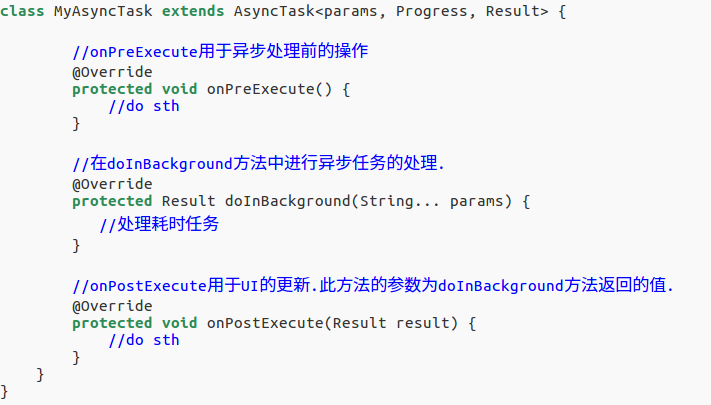 class MyAsyncTask extends AsyncTask<params, Progress, Result> {
//onPreExecute用于异步处理前的操作
@Override
protected void onPreExecute() {
//do sth
}
//在doInBackground方法中进行异步任务的处理.
@Override
protected Result doInBackground(String... params) {
//处理耗时任务
}
//onPostExecute用于UI的更新.此方法的参数为doInBackground方法返回的值.
@Override
protected void onPostExecute(Result result) {
//do sth
}
}
}